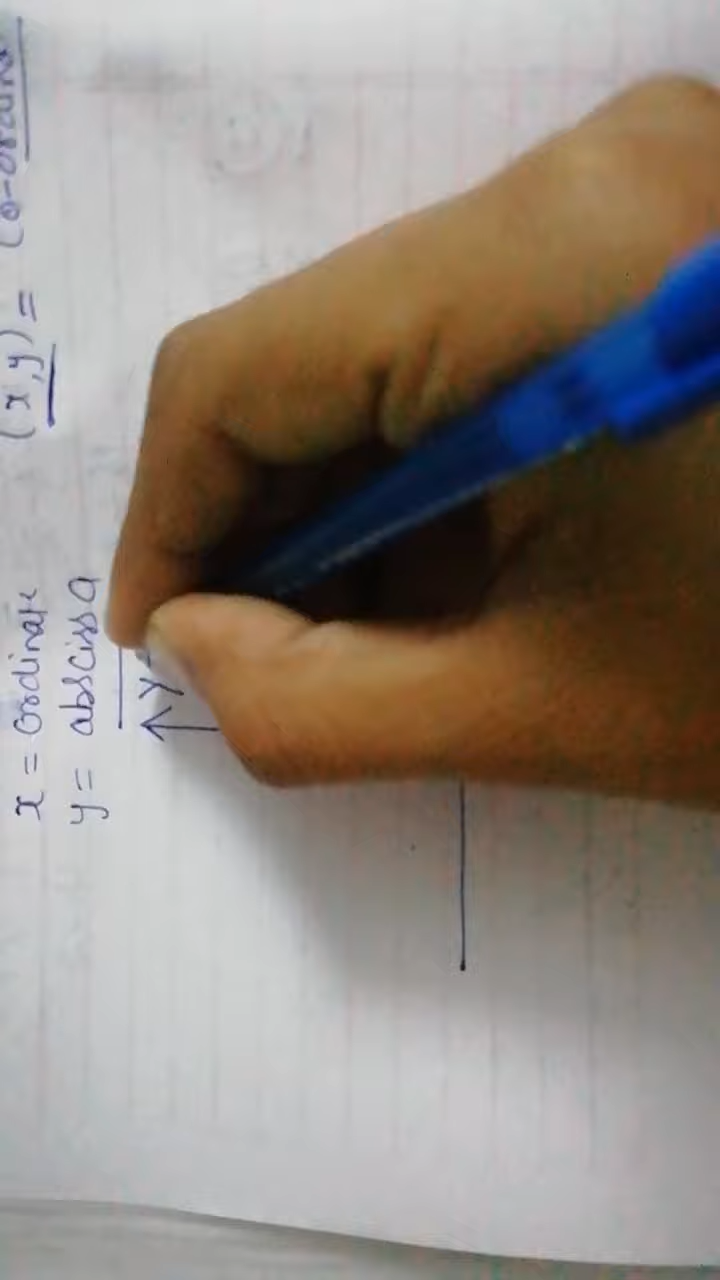 x = Ordinate (x,y) =
y = abscissa
Y